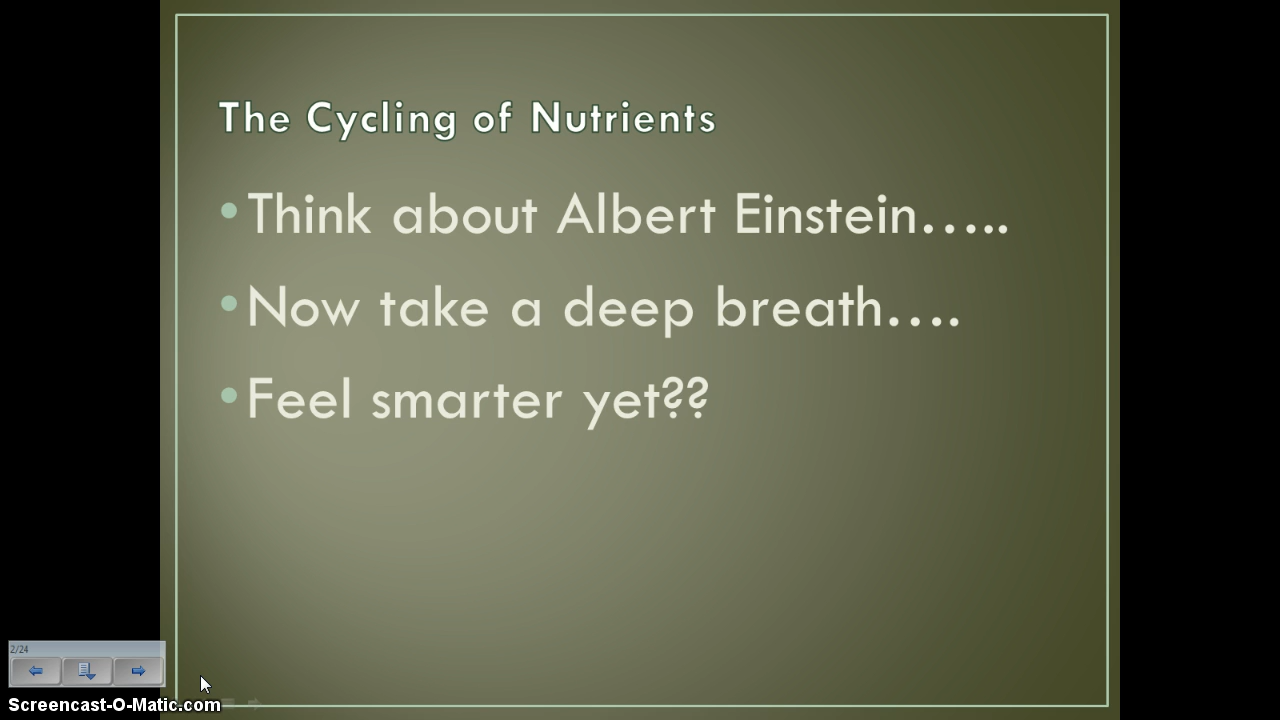 The Cycling of Nutrients
• Think about Albert Einstein.....
• Now take a deep breath....
• Feel smarter yet??
2/24
Screencast-O-Matic.com